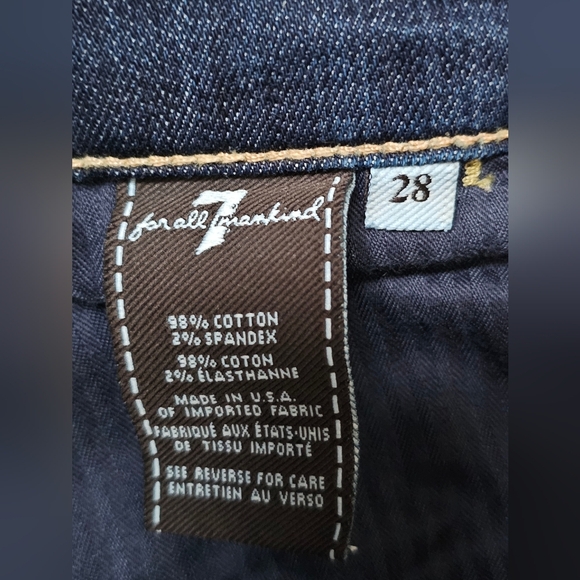 7
for all mankind
28
98% COTTON
2% SPANDEX
98% COTON
2% ÉLASTHANNE
MADE IN U.S.A.
OF IMPORTED FABRIC
FABRIQUÉ AUX ÉTATS-UNIS
DE TISSU IMPORTÉ
SEE REVERSE FOR CARE
ENTRETIEN AU VERSO